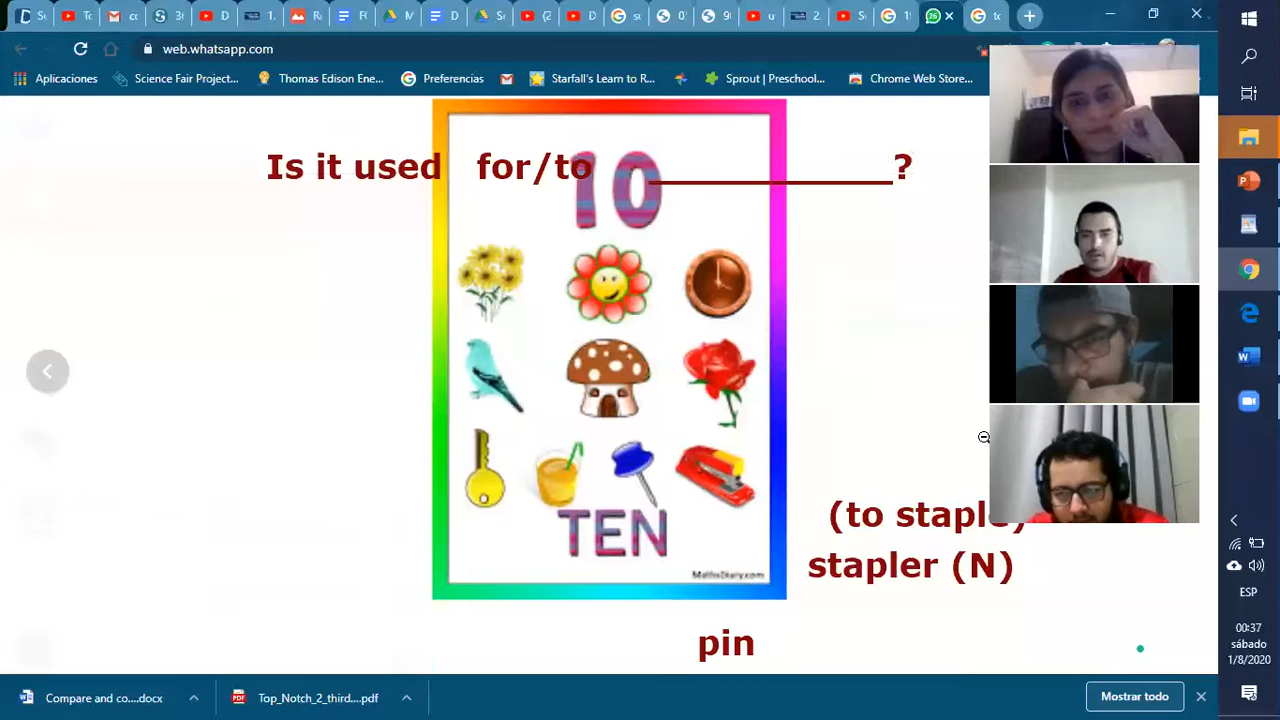 web.whatsapp.com
Aplicaciones
Science Fair Project...
Thomas Edison Ene...
Preferencias
Starfall's Learn to R...
Sprout | Preschool...
Chrome Web Store...
Is it used for/to ____________?
10
TEN
MathsDiary.com
(to staple)
stapler (N)
pin
ESP
00:37
sábado
1/8/2020
Compare and co....docx
Top_Notch_2_third....pdf
Mostrar todo